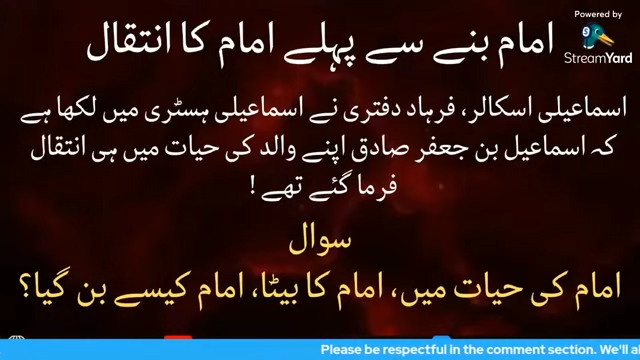 Powered by
StreamYard
امام بنے سے پہلے امام کا انتقال
اسماعیلی اسکالر، فرہاد دفتری نے اسماعیلی ہسٹری میں لکھا ہے
کہ اسماعیل بن جعفر صادق اپنے والد کی حیات میں ہی انتقال
فرما گئے تھے !
سوال
امام کی حیات میں، امام کا بیٹا، امام کیسے بن گیا؟
Please be respectful in the comment section. We'll